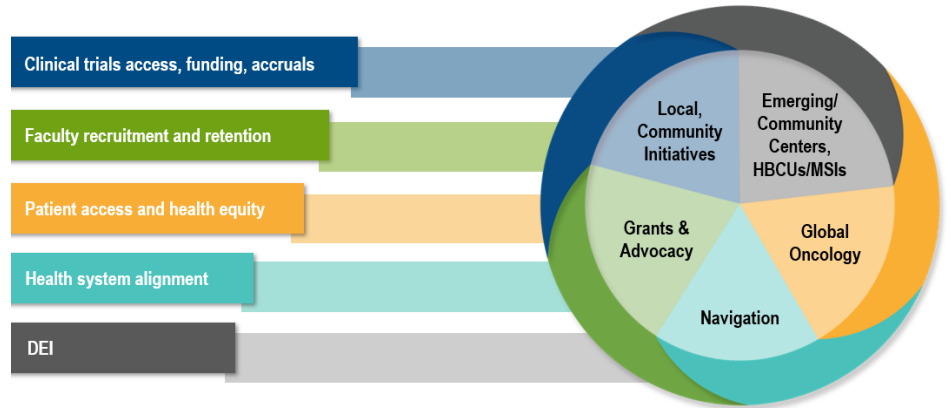 Clinical trials access, funding, accruals
Faculty recruitment and retention
Patient access and health equity
Health system alignment
DEI
Local,
Community
Initiatives
Emerging/
Community
Centers,
HBCUs/MSIs
Grants &
Advocacy
Global
Oncology
Navigation